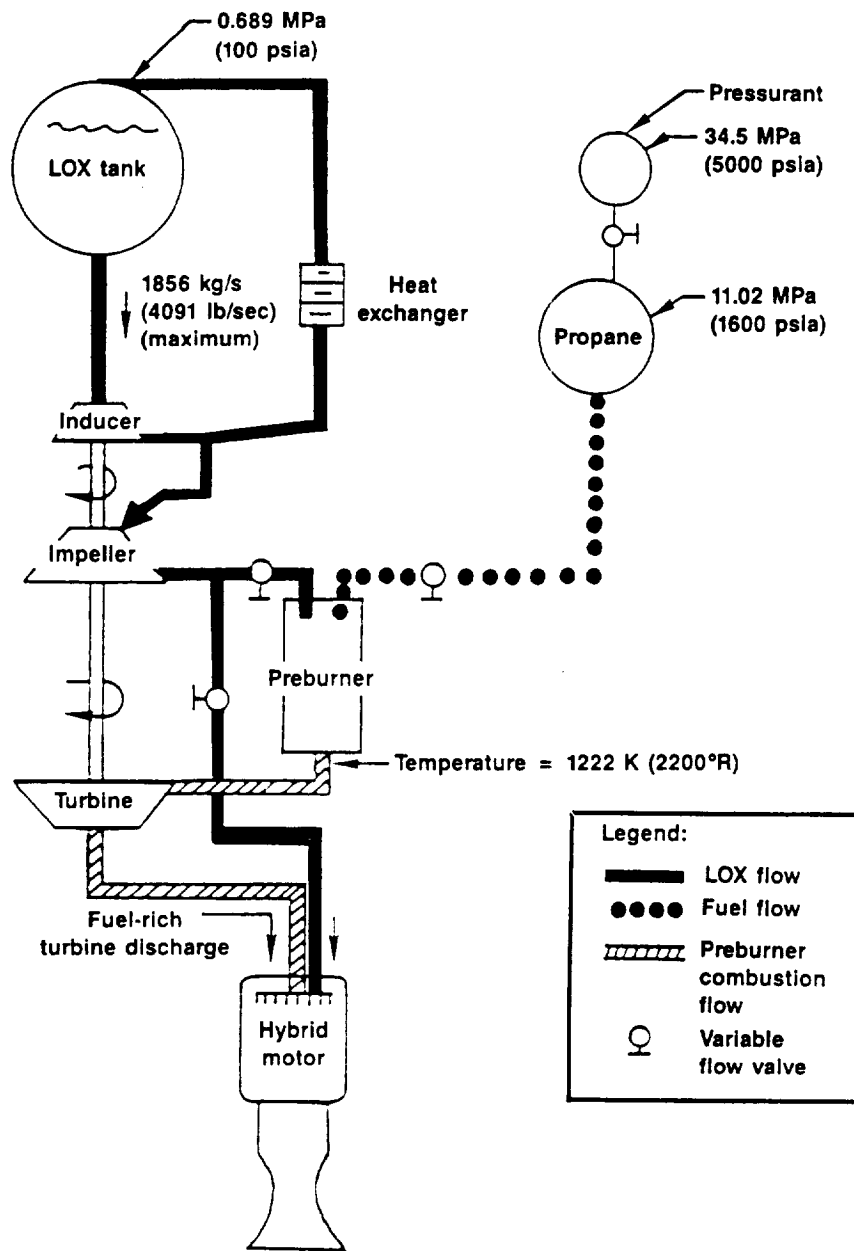 0.689 MPa
(100 psia)
LOX tank
Pressurant
34.5 MPa
(5000 psia)
1856 kg/s
(4091 lb/sec)
(maximum)
Heat
exchanger
11.02 MPa
(1600 psia)
Propane
Inducer
Impeller
Preburner
Temperature = 1222 K (2200°R)
Turbine
Fuel-rich
turbine discharge
Hybrid
motor
Legend:
LOX flow
Fuel flow
Preburner
combustion
flow
Variable
flow valve